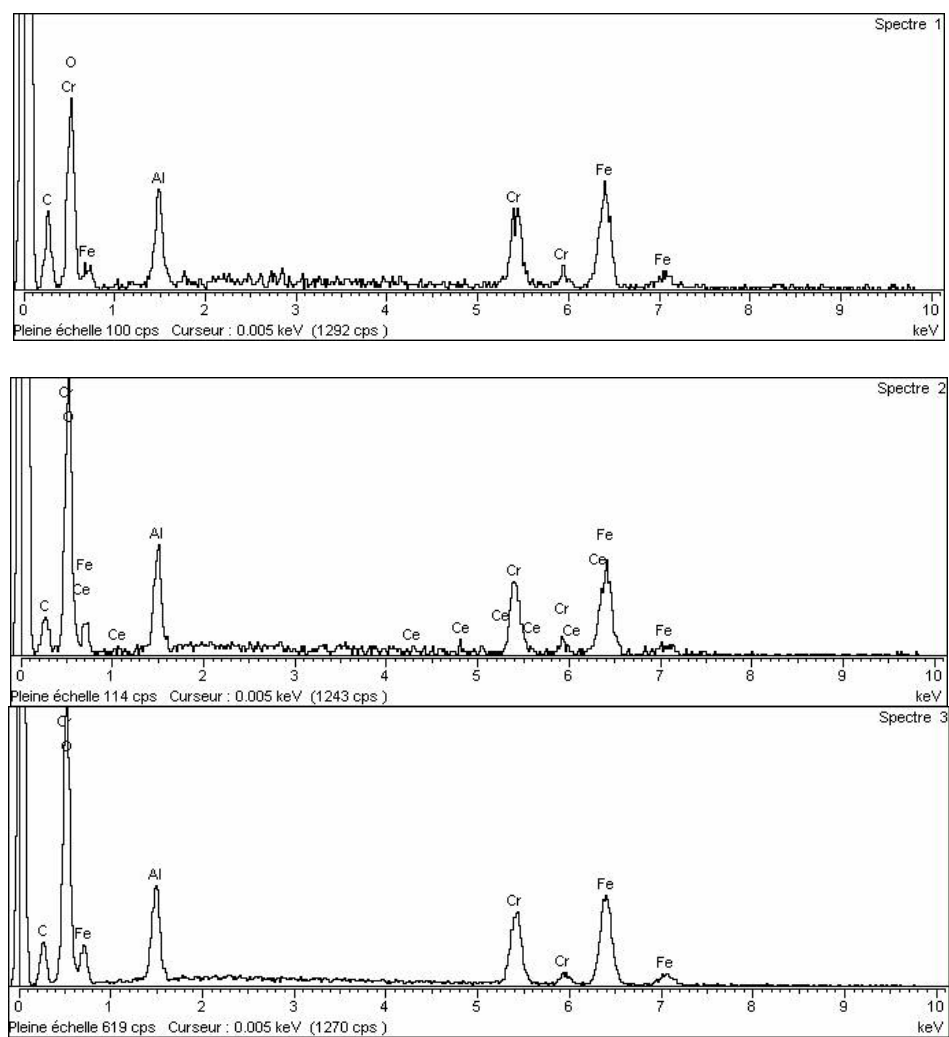 Spectre 1
O
Cr
C
Fe
Al
Cr
Cr
Fe
Fe
0 1 2 3 4 5 6 7 8 9 10
Pleine échelle 100 cps Curseur : 0.005 keV (1292 cps ) keV
Spectre 2
Cr
O
C
Fe
Ce
Ce
Al
Ce
Ce
Ce
Cr
Ce
Cr
Ce
Fe
Ce
Fe
0 1 2 3 4 5 6 7 8 9 10
Pleine échelle 114 cps Curseur : 0.005 keV (1243 cps ) keV
Spectre 3
Cr
O
C
Fe
Al
Cr
Cr
Fe
Fe
0 1 2 3 4 5 6 7 8 9 10
Pleine échelle 619 cps Curseur : 0.005 keV (1270 cps ) keV